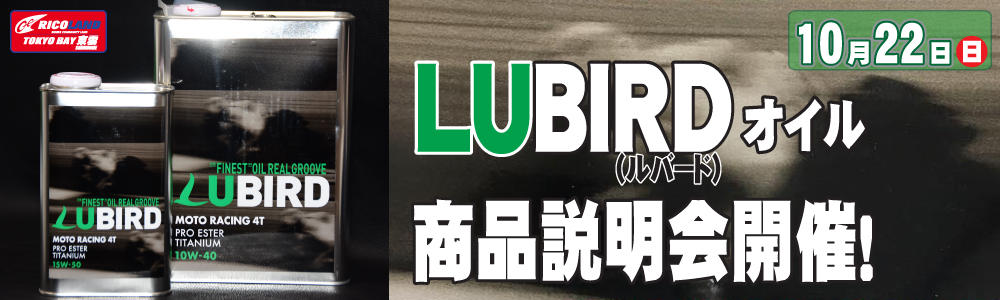 RICOLAND
TOKYO BAY 東雲
"FINEST" OIL REAL GROOVE
LUBIRD
MOTO RACING 4T
PRO ESTER
TITANIUM
15W-50
"FINEST" OIL REAL GROOVE
LUBIRD
MOTO RACING 4T
PRO ESTER
TITANIUM
10W-40
10月22日 日
LUBIRD オイル
(ルバード)
商品説明会開催!